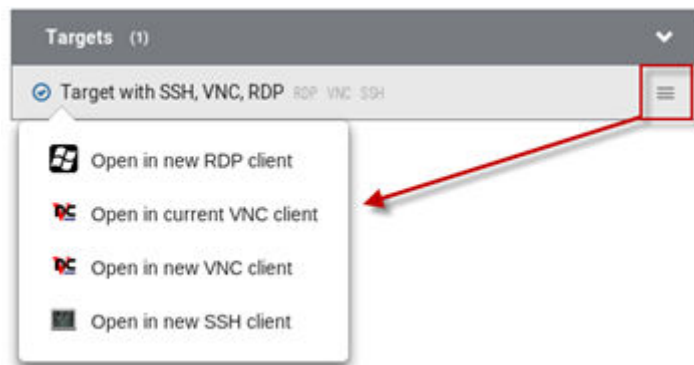 Targets (1)
Target with SSH, VNC, RDP RDP VNC SSH
Open in new RDP client
Open in current VNC client
Open in new VNC client
Open in new SSH client